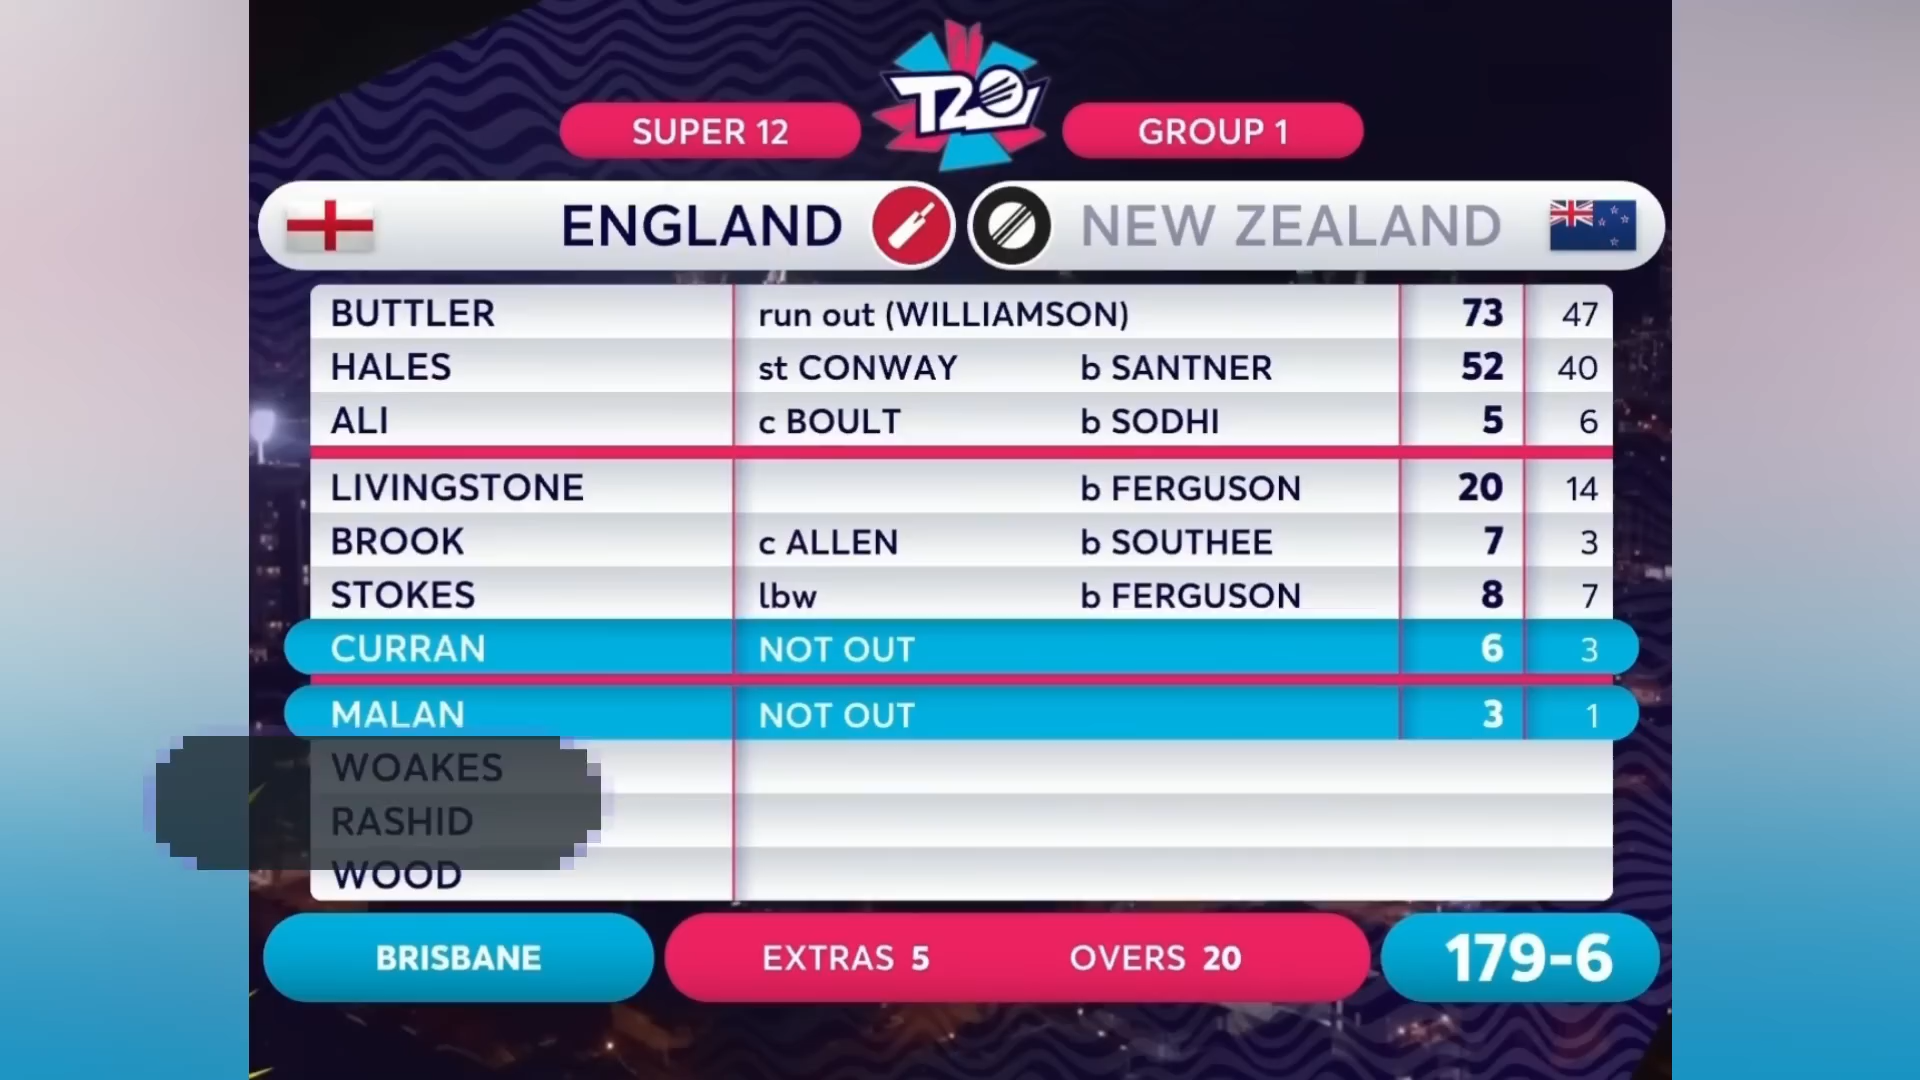 T20
SUPER 12 GROUP 1
ENGLAND NEW ZEALAND
BUTTLER run out (WILLIAMSON) 73 47
HALES st CONWAY b SANTNER 52 40
ALI c BOULT b SODHI 5 6
LIVINGSTONE b FERGUSON 20 14
BROOK c ALLEN b SOUTHEE 7 3
STOKES lbw b FERGUSON 8 7
CURRAN NOT OUT 6 3
MALAN NOT OUT 3 1
WOAKES
RASHID
WOOD
BRISBANE EXTRAS 5 OVERS 20 179-6